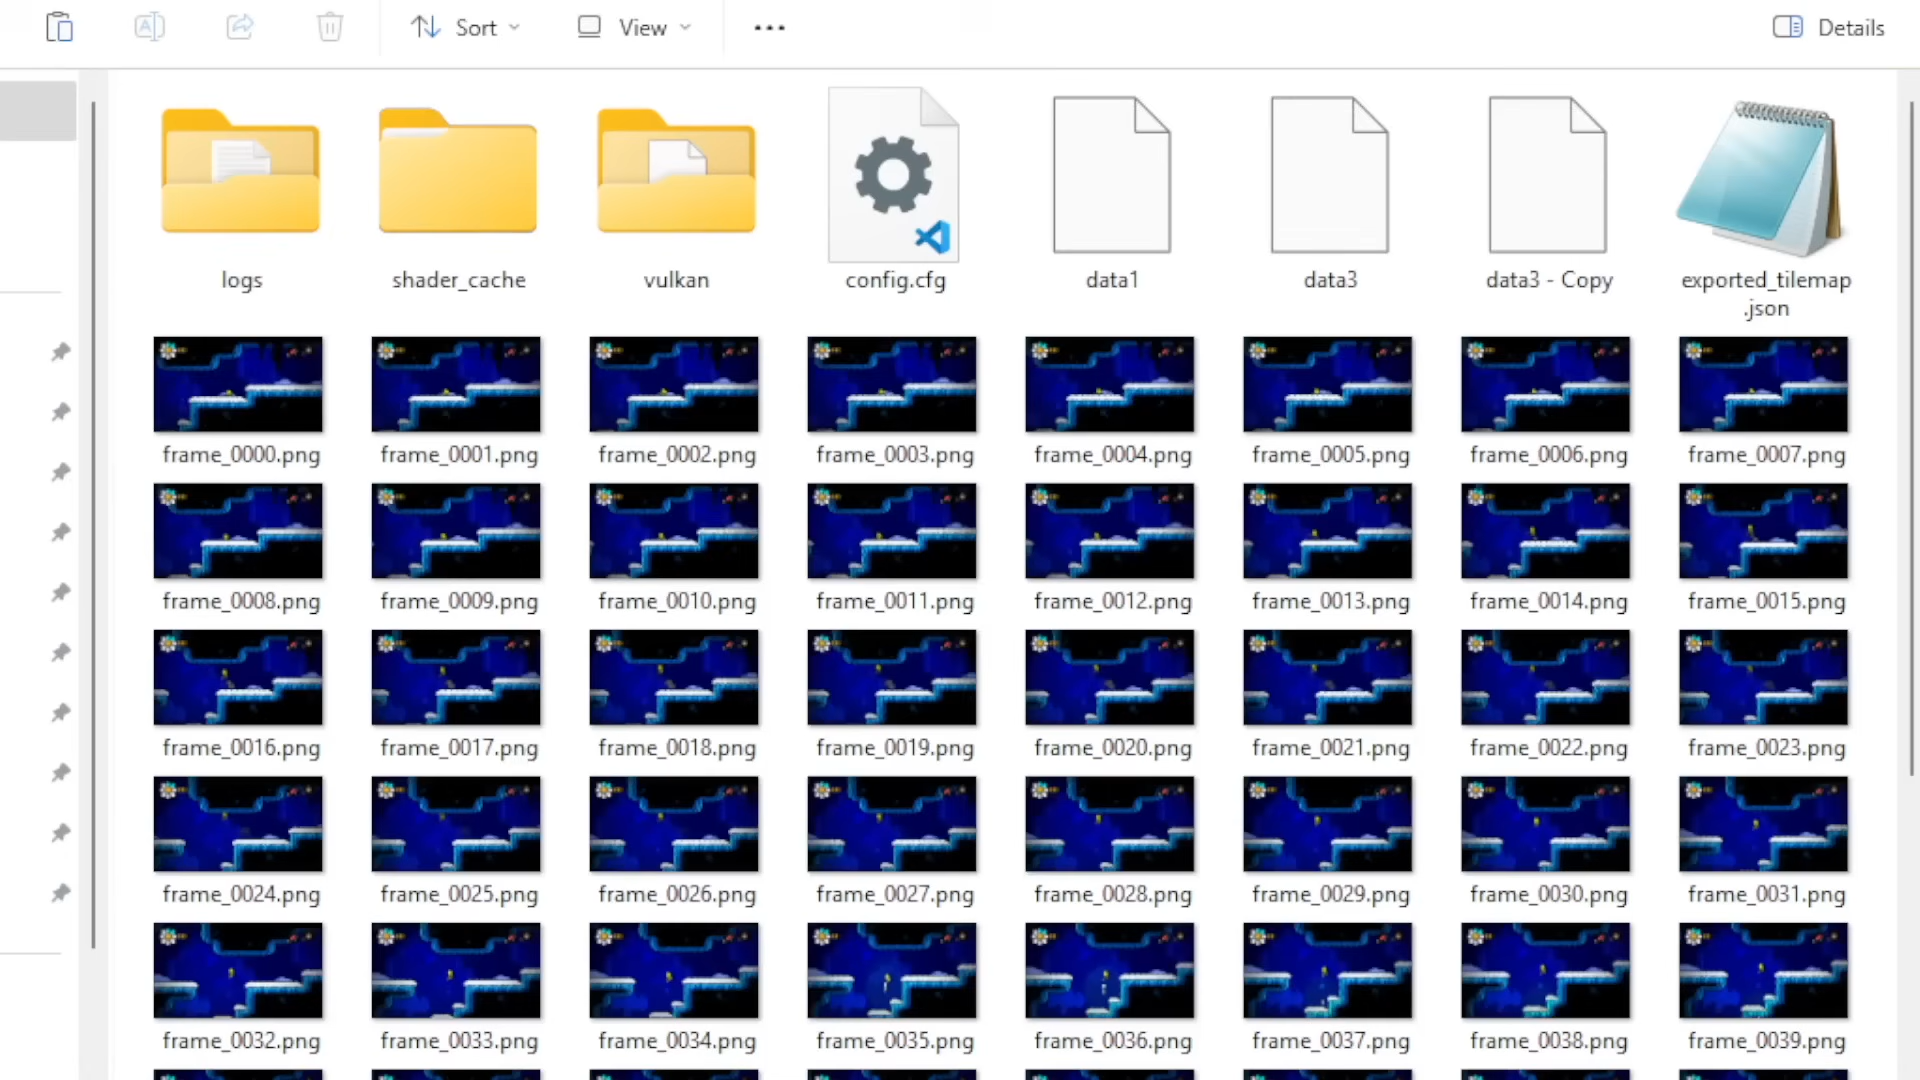 Sort
View
Details
logs
shader_cache
vulkan
config.cfg
data1
data3
data3 - Copy
exported_tilemap
.json
frame_0000.png
frame_0001.png
frame_0002.png
frame_0003.png
frame_0004.png
frame_0005.png
frame_0006.png
frame_0007.png
frame_0008.png
frame_0009.png
frame_0010.png
frame_0011.png
frame_0012.png
frame_0013.png
frame_0014.png
frame_0015.png
frame_0016.png
frame_0017.png
frame_0018.png
frame_0019.png
frame_0020.png
frame_0021.png
frame_0022.png
frame_0023.png
frame_0024.png
frame_0025.png
frame_0026.png
frame_0027.png
frame_0028.png
frame_0029.png
frame_0030.png
frame_0031.png
frame_0032.png
frame_0033.png
frame_0034.png
frame_0035.png
frame_0036.png
frame_0037.png
frame_0038.png
frame_0039.png